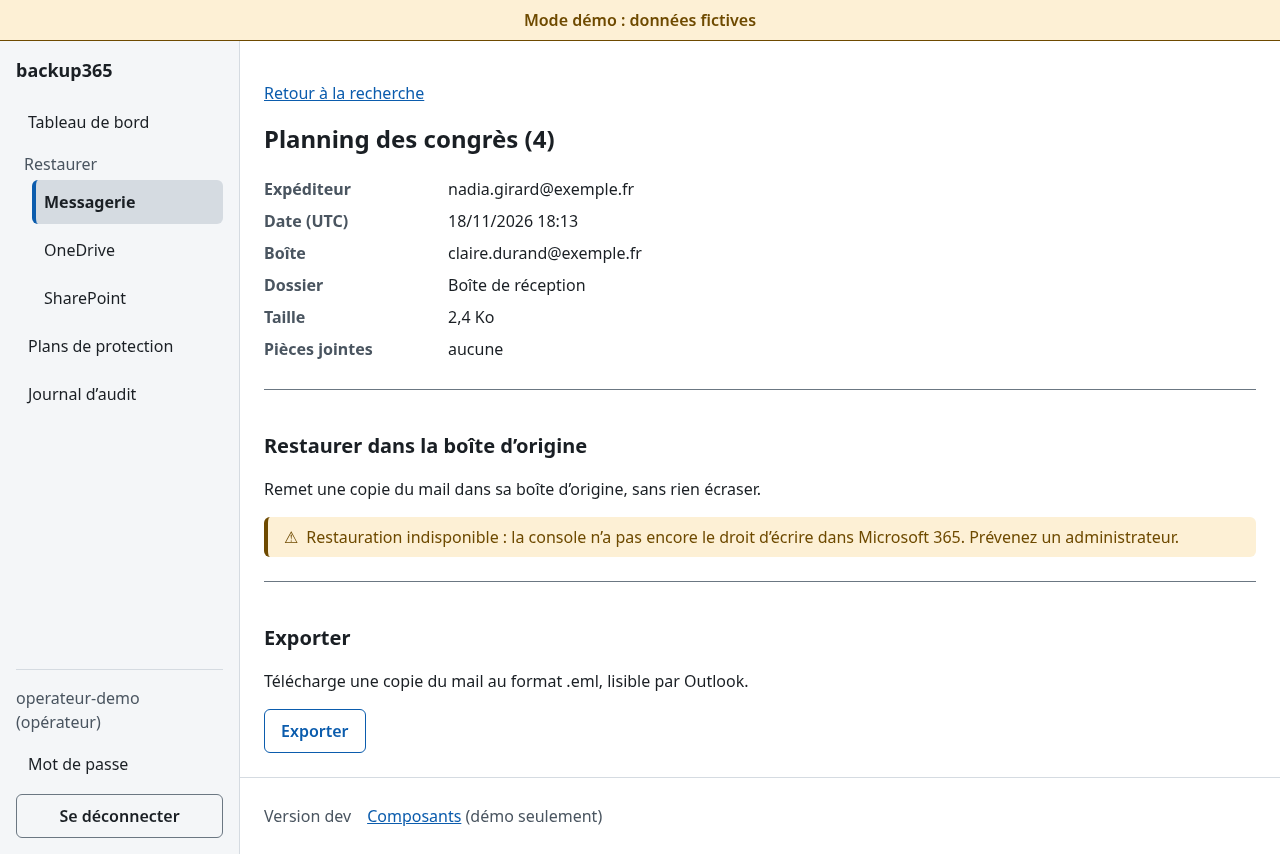 Mode démo : données fictives
backup365
Tableau de bord
Restaurer
Messagerie
OneDrive
SharePoint
Plans de protection
Journal d’audit
operateur-demo
(opérateur)
Mot de passe
Se déconnecter
Retour à la recherche
Planning des congrès (4)
Expéditeur nadia.girard@exemple.fr
Date (UTC) 18/11/2026 18:13
Boîte claire.durand@exemple.fr
Dossier Boîte de réception
Taille 2,4 Ko
Pièces jointes aucune
Restaurer dans la boîte d’origine
Remet une copie du mail dans sa boîte d’origine, sans rien écraser.
⚠ Restauration indisponible : la console n’a pas encore le droit d’écrire dans Microsoft 365. Prévenez un administrateur.
Exporter
Télécharge une copie du mail au format .eml, lisible par Outlook.
Exporter
Version dev Composants (démo seulement)